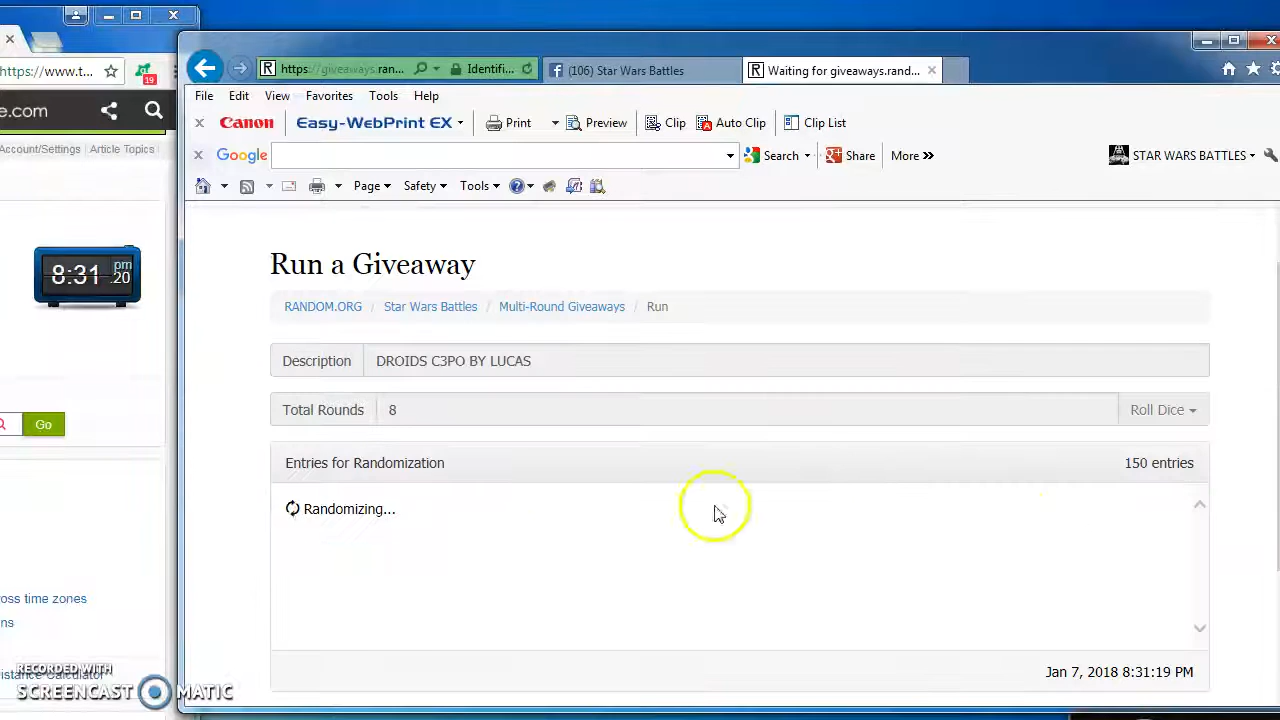 https://www.t...
19
e.com
Account/Settings
Article Topics
8:31 pm .20
Go
ross time zones
ns
istance Calculator
RECORDED WITH
SCREENCAST MATIC
https://giveaways.ran...
Identifi...
(106) Star Wars Battles
Waiting for giveaways.rand...
File Edit View Favorites Tools Help
Canon Easy-WebPrint EX Print Preview Clip Auto Clip Clip List
Google Search Share More » STAR WARS BATTLES
Page Safety Tools
Run a Giveaway
RANDOM.ORG / Star Wars Battles / Multi-Round Giveaways / Run
Description DROIDS C3PO BY LUCAS
Total Rounds 8 Roll Dice
Entries for Randomization 150 entries
Randomizing...
Jan 7, 2018 8:31:19 PM